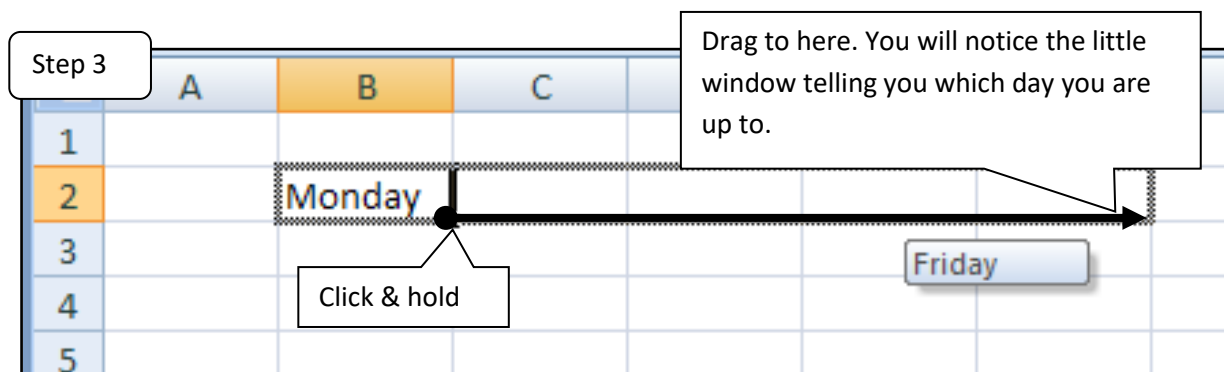 Step 3
Drag to here. You will notice the little
window telling you which day you are
up to.
A B C
1
2 Monday
3
Friday
Click & hold
4
5